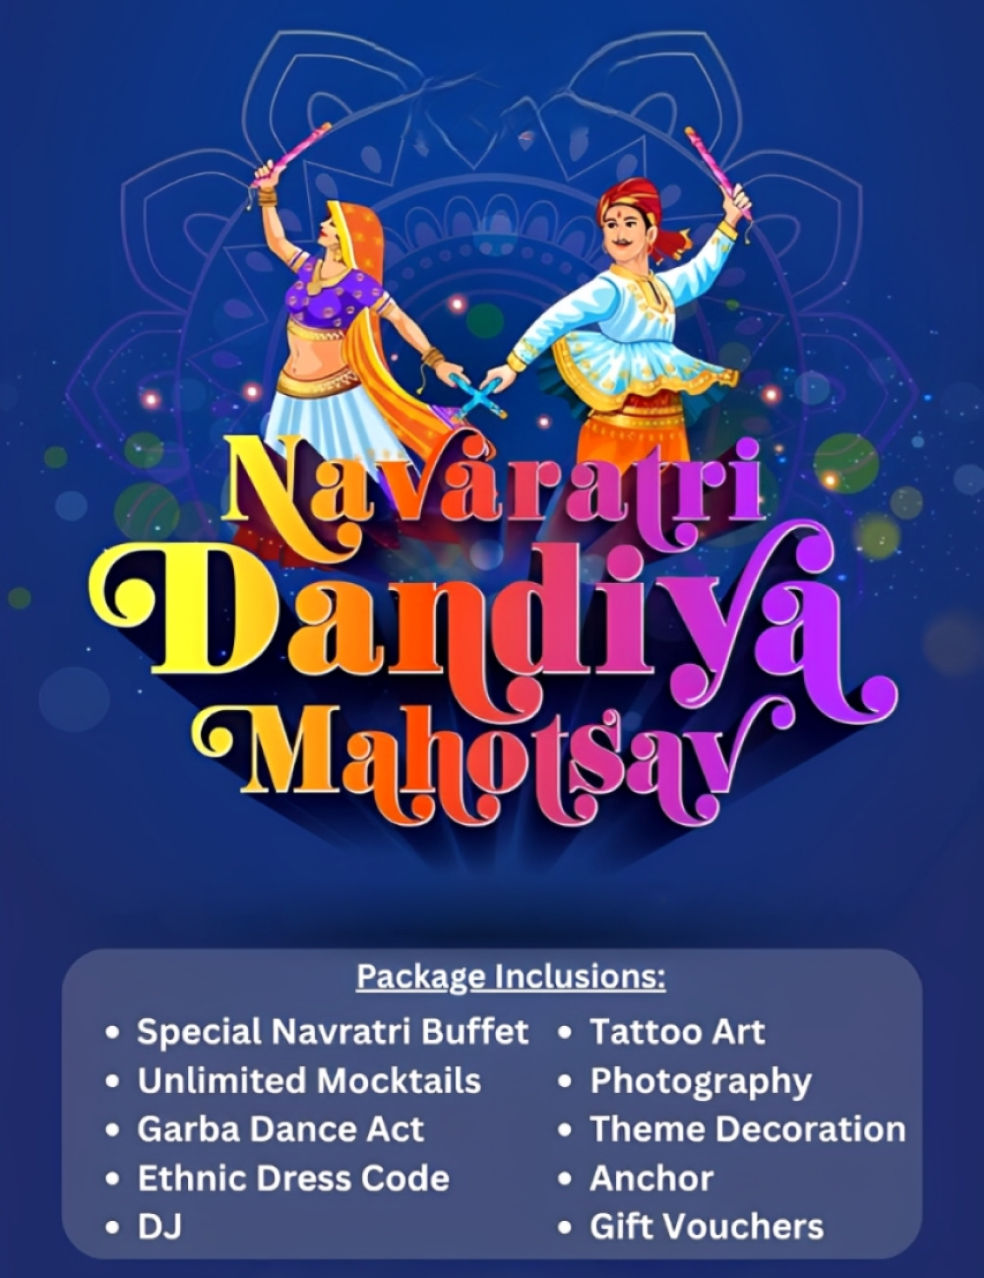 Navaratri
Dandiya
Mahotsav
Package Inclusions:
• Special Navratri Buffet
• Unlimited Mocktails
• Garba Dance Act
• Ethnic Dress Code
• DJ
• Tattoo Art
• Photography
• Theme Decoration
• Anchor
• Gift Vouchers